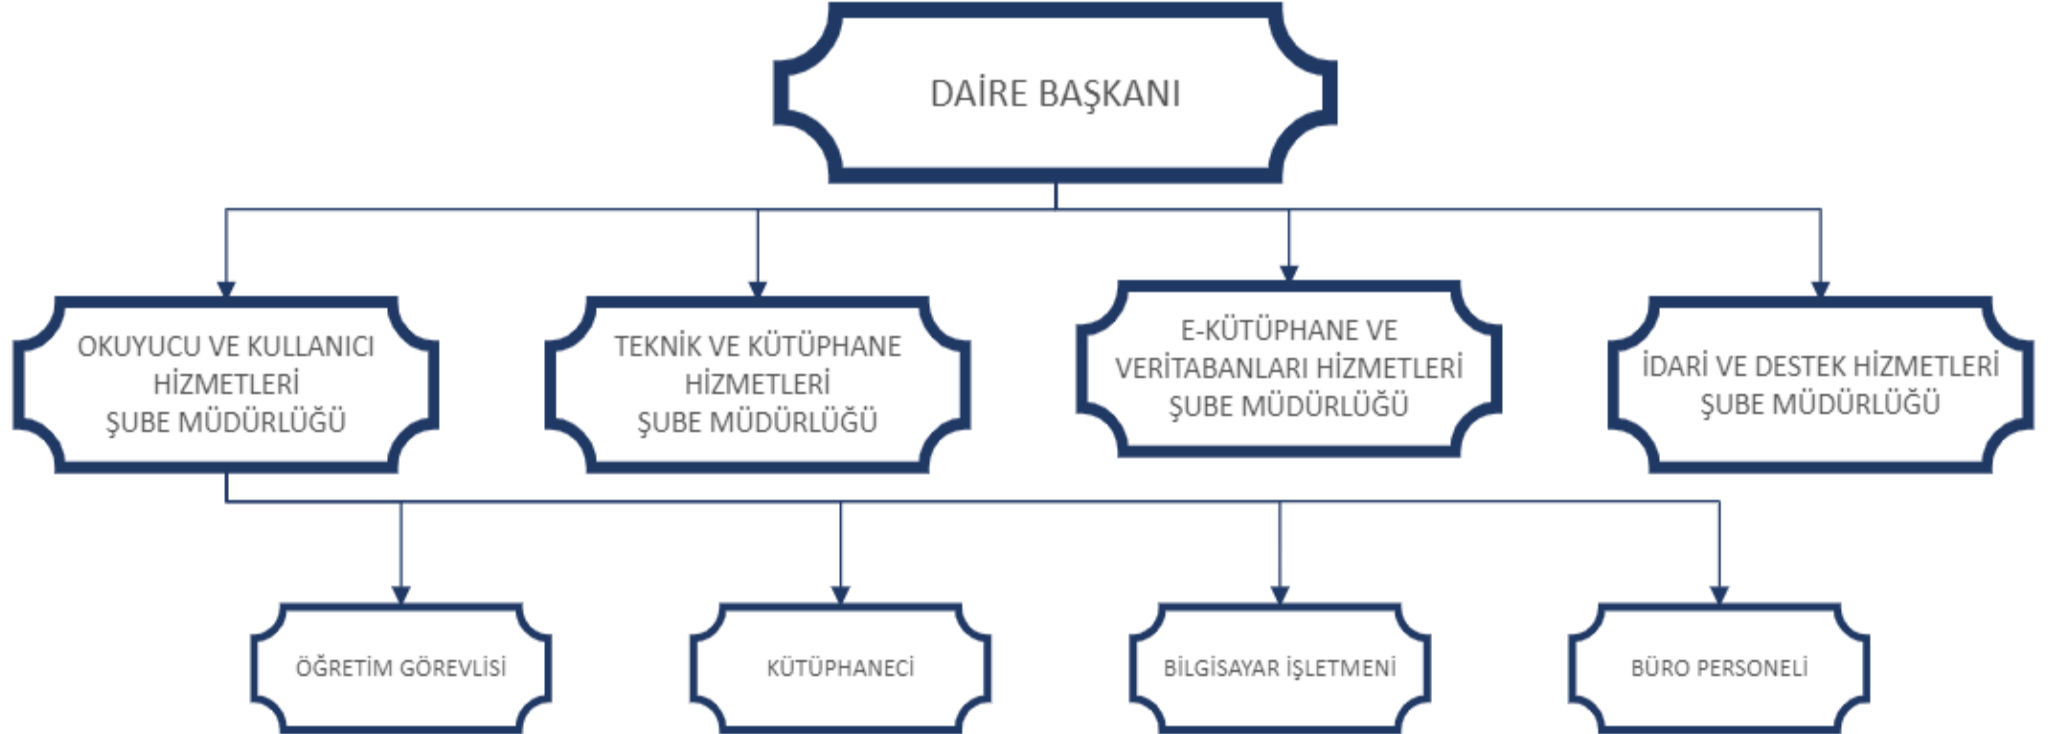 DAİRE BAŞKANI
OKUYUCU VE KULLANICI
HİZMETLERİ
ŞUBE MÜDÜRLÜĞÜ
TEKNİK VE KÜTÜPHANE
HİZMETLERİ
ŞUBE MÜDÜRLÜĞÜ
E-KÜTÜPHANE VE
VERİTABANLARI HİZMETLERİ
ŞUBE MÜDÜRLÜĞÜ
İDARİ VE DESTEK HİZMETLERİ
ŞUBE MÜDÜRLÜĞÜ
ÖĞRETİM GÖREVLİSİ
KÜTÜPHANECİ
BİLGİSAYAR İŞLETMENİ
BÜRO PERSONELİ